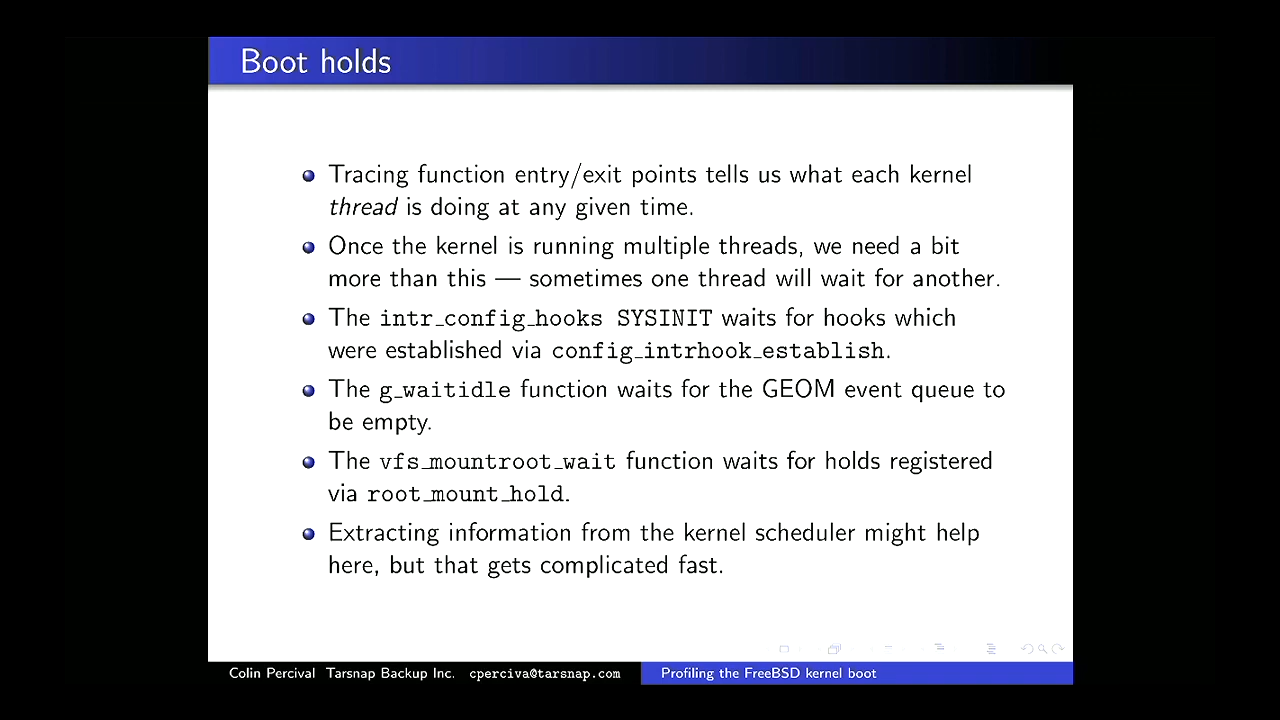 Boot holds
Tracing function entry/exit points tells us what each kernel
thread is doing at any given time.
Once the kernel is running multiple threads, we need a bit
more than this — sometimes one thread will wait for another.
The intr_config_hooks SYSINIT waits for hooks which
were established via config_intrhook_establish.
The g_waitidle function waits for the GEOM event queue to
be empty.
The vfs_mountroot_wait function waits for holds registered
via root_mount_hold.
Extracting information from the kernel scheduler might help
here, but that gets complicated fast.
Colin Percival Tarsnap Backup Inc. cperciva@tarsnap.com
Profiling the FreeBSD kernel boot